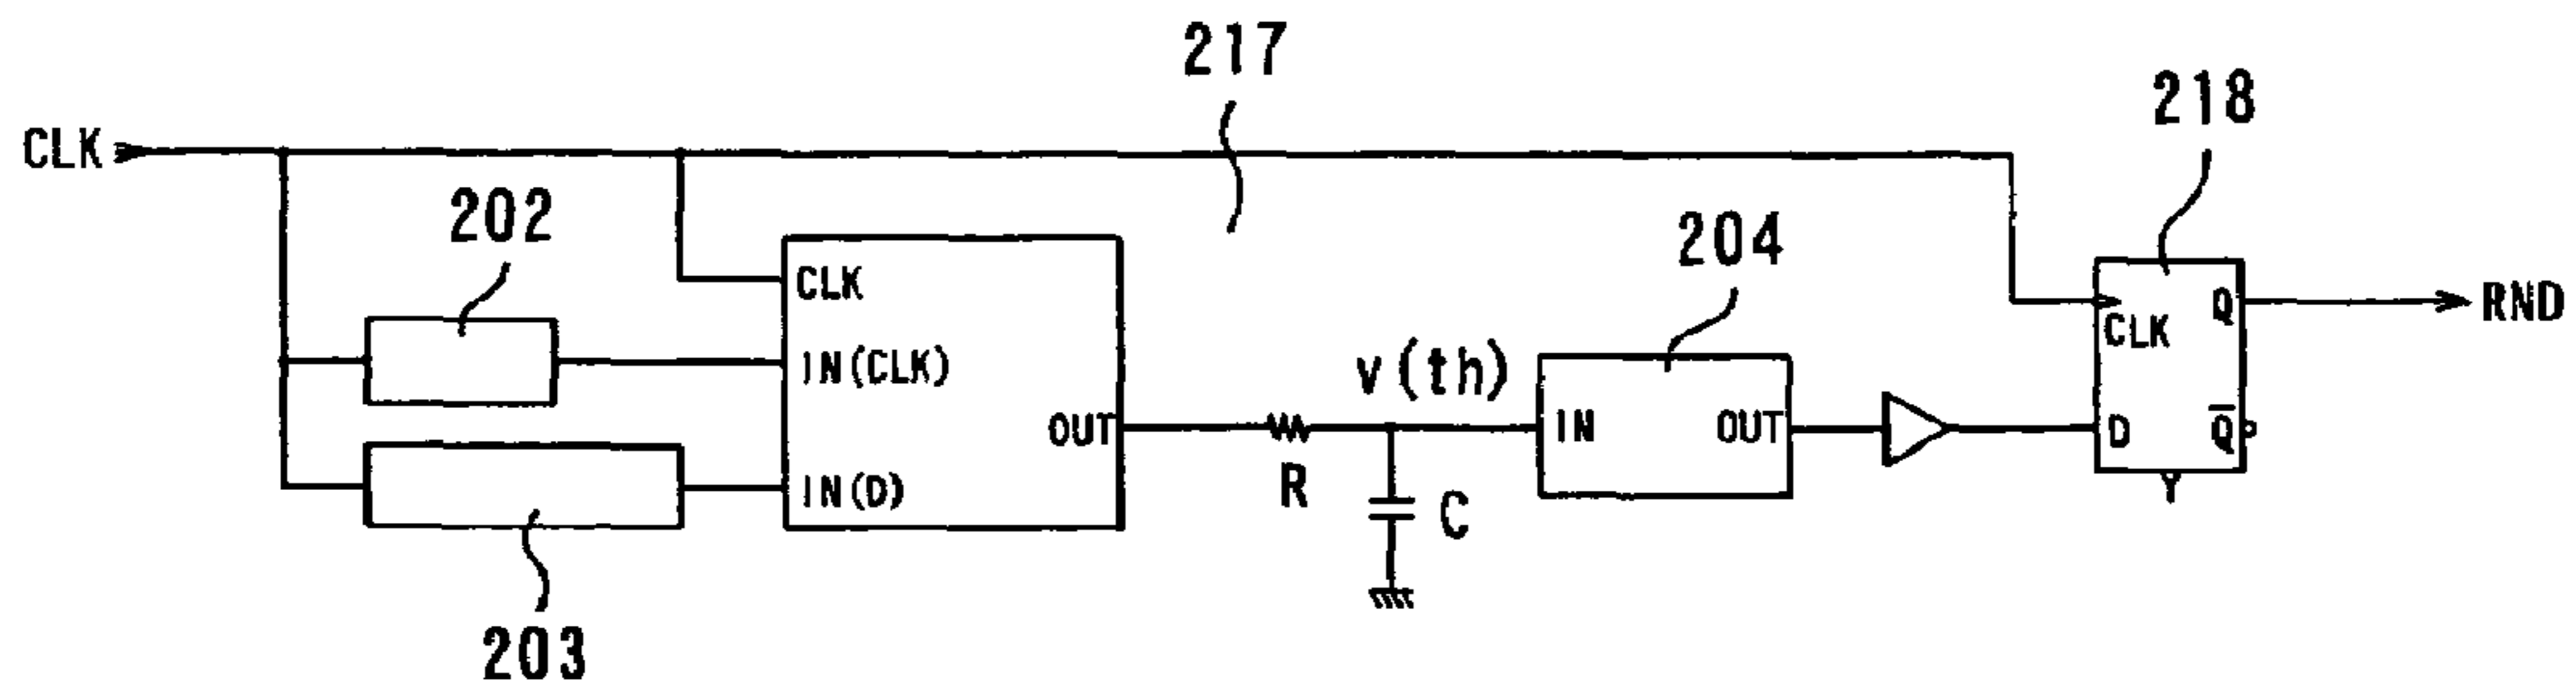 217
218
CLK
202
204
CLK
CLK
Q
RND
IN(CLK)
v(th)
OUT
IN
OUT
D
Q̅
R
C
IN(D)
203